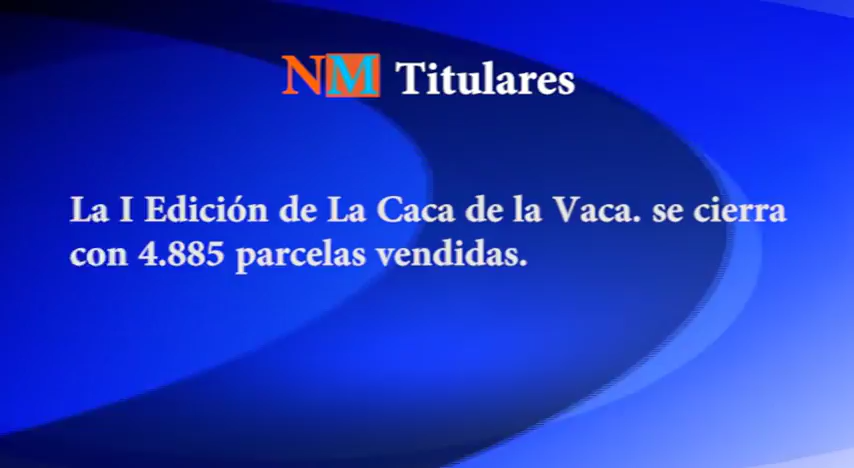 NM Titulares
La I Edición de La Caca de la Vaca. se cierra
con 4.885 parcelas vendidas.